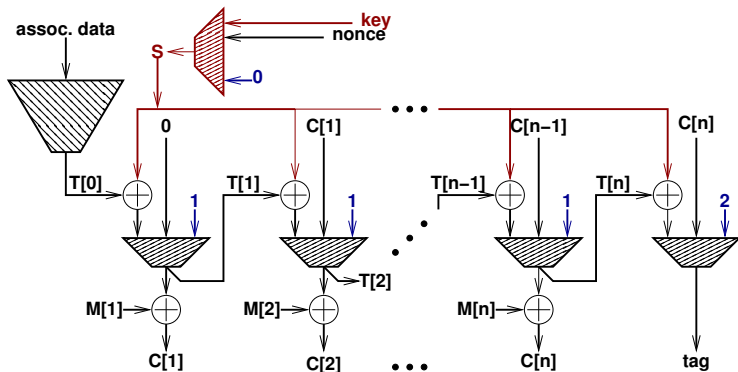 key
assoc. data
nonce
S
0
0 C[1] C[n−1] C[n]
T[0] T[1] T[n−1] T[n]
1 1 1 2
T[2]
M[1] M[2] M[n]
C[1] C[2] C[n] tag